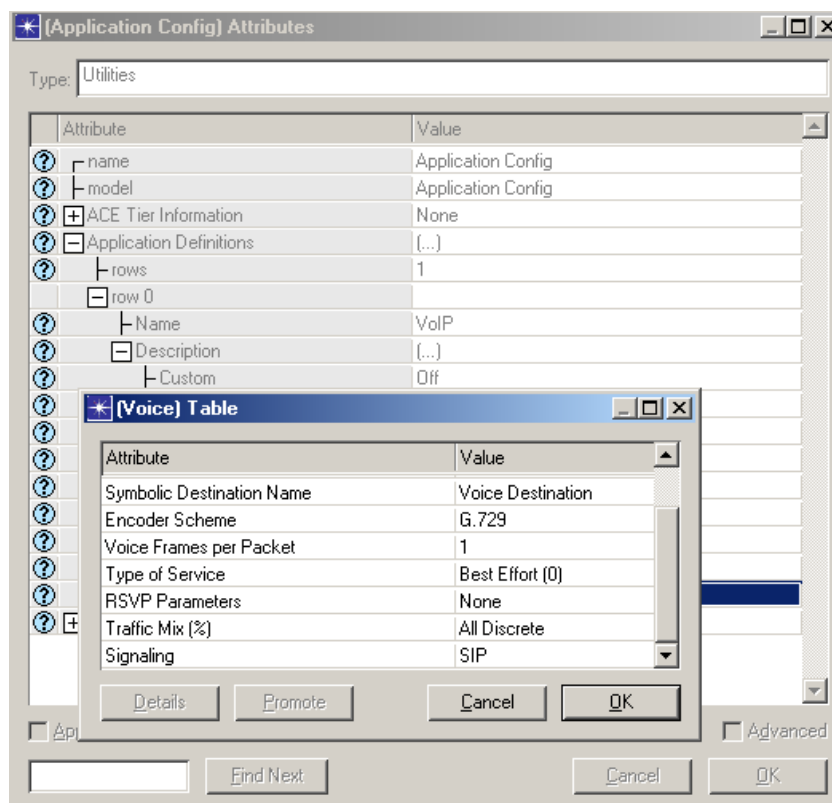 (Application Config) Attributes
Type: Utilities
Attribute Value
name Application Config
model Application Config
ACE Tier Information None
Application Definitions (...)
rows 1
row 0
Name VoIP
Description (...)
Custom Off
(Voice) Table
Attribute Value
Symbolic Destination Name Voice Destination
Encoder Scheme G.729
Voice Frames per Packet 1
Type of Service Best Effort (0)
RSVP Parameters None
Traffic Mix (%) All Discrete
Signaling SIP
Details Promote Cancel OK
Advanced
Find Next Cancel OK